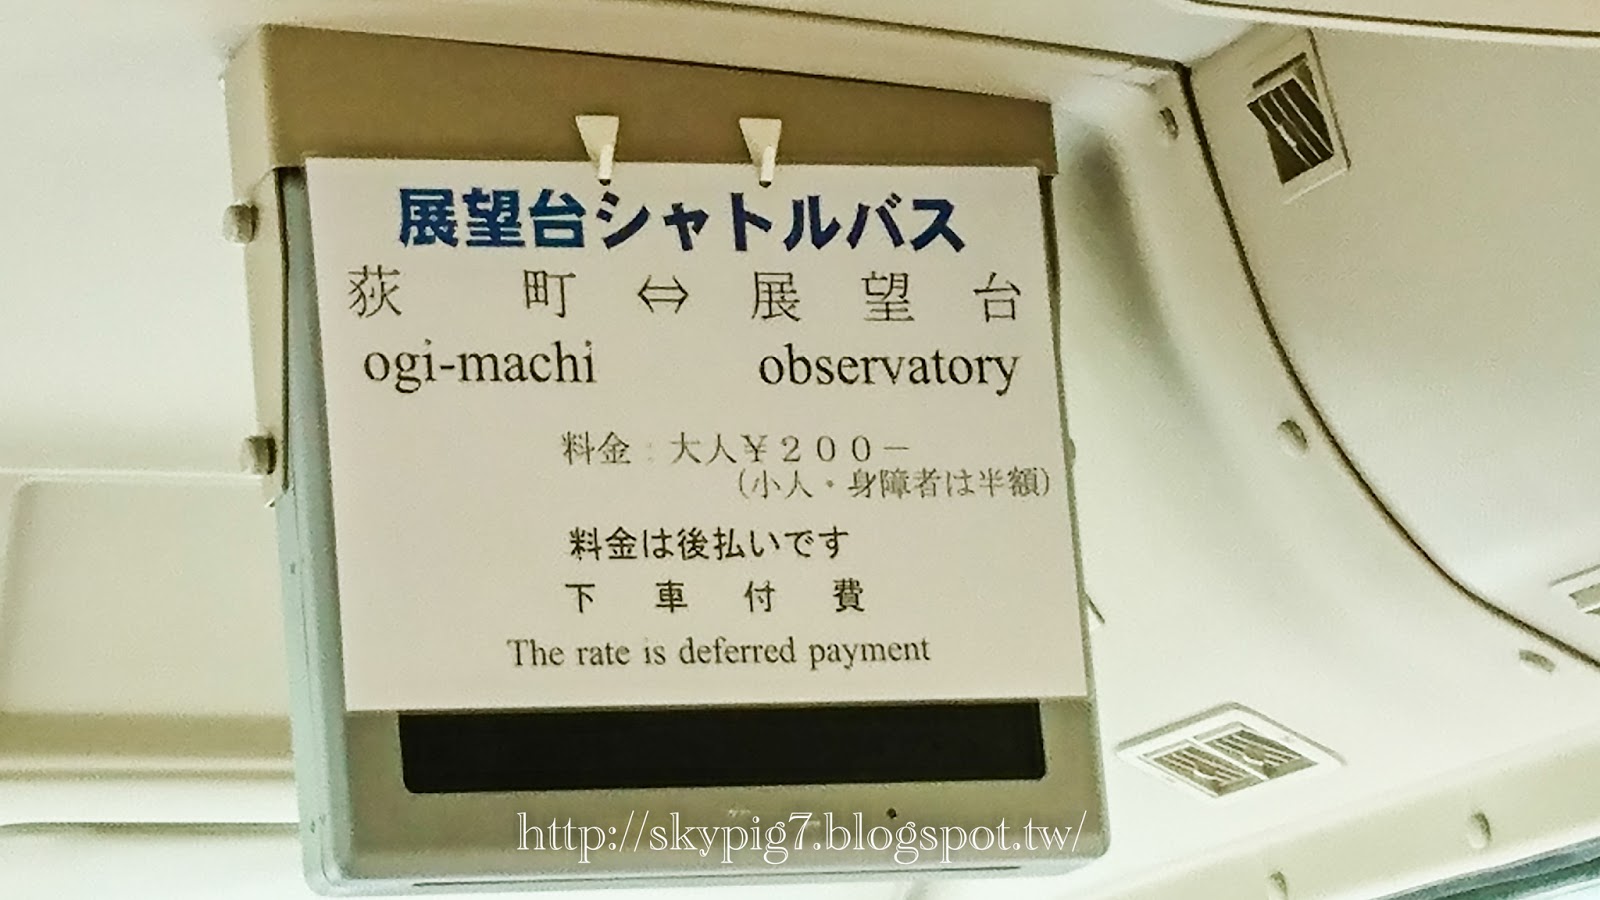 展望台シャトルバス
荻町⇔展望台
ogi-machi observatory
料金：大人¥２００－
(小人・身障者は半額)
料金は後払いです
下車付費
The rate is deferred payment
http://skypig7.blogspot.tw/